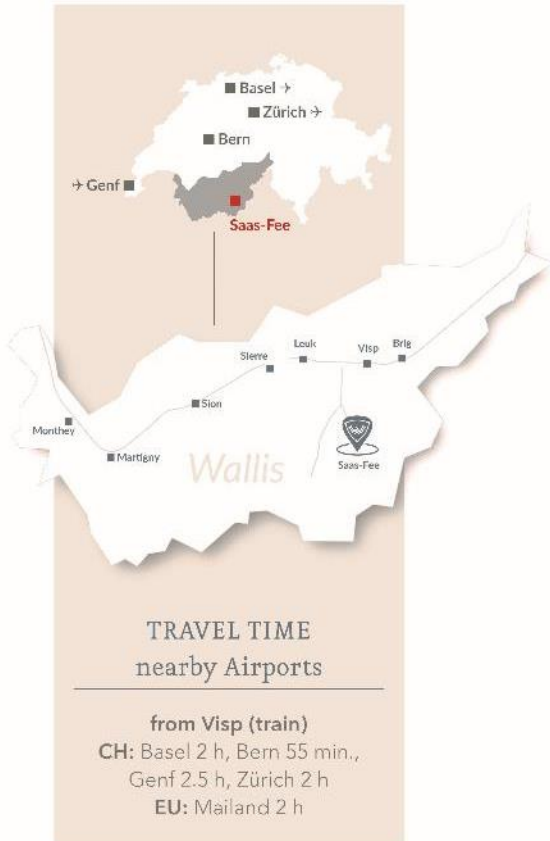 Basel
Zürich
Bern
Genf
Saas-Fee
Sierre
Leuk
Visp
Brig
Sion
Monthey
Martigny
Wallis
Saas-Fee
TRAVEL TIME
nearby Airports
from Visp (train)
CH: Basel 2 h, Bern 55 min.,
Genf 2.5 h, Zürich 2 h
EU: Mailand 2 h